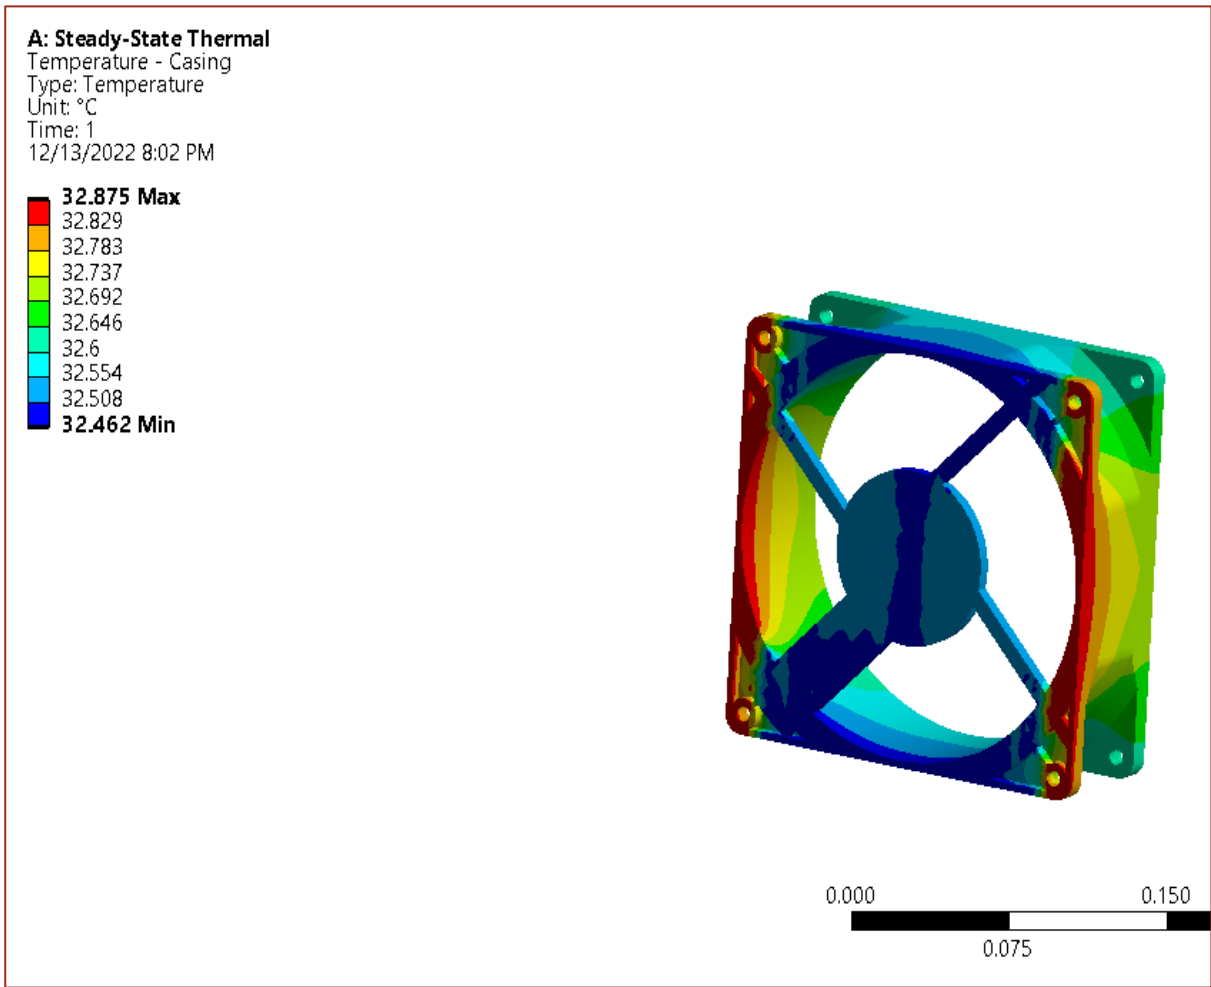 A: Steady-State Thermal
Temperature - Casing
Type: Temperature
Unit: °C
Time: 1
12/13/2022 8:02 PM
32.875 Max
32.829
32.783
32.737
32.692
32.646
32.6
32.554
32.508
32.462 Min
0.000
0.150
0.075